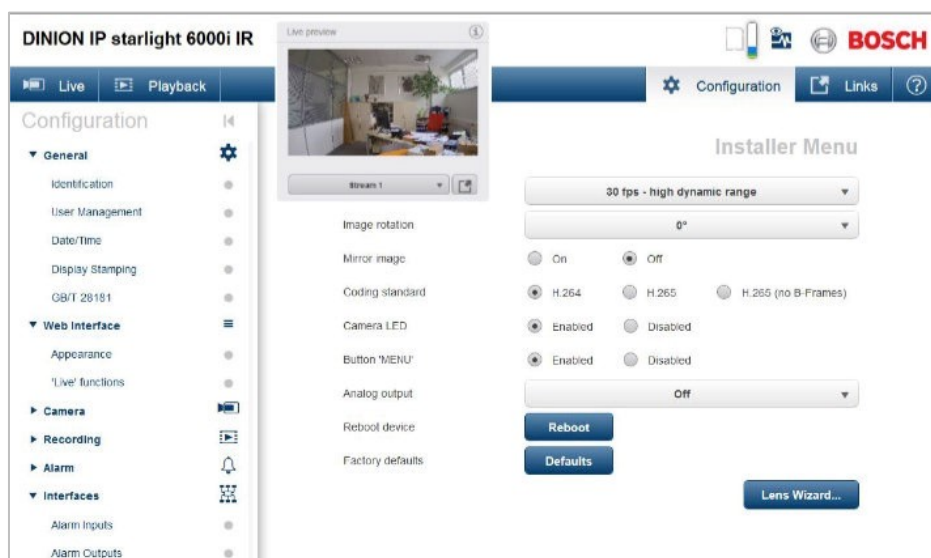 DINION IP starlight 6000i IR
Live preview
BOSCH
Live
Playback
Configuration
Links
Configuration
Installer Menu
General
Identification
User Management
Date/Time
Display Stamping
GB/T 28181
Web Interface
Appearance
'Live' functions
Camera
Recording
Alarm
Interfaces
Alarm Inputs
Alarm Outputs
Stream 1
30 fps - high dynamic range
Image rotation 0°
Mirror image On Off
Coding standard H.264 H.265 H.265 (no B-Frames)
Camera LED Enabled Disabled
Button 'MENU' Enabled Disabled
Analog output Off
Reboot device Reboot
Factory defaults Defaults
Lens Wizard...